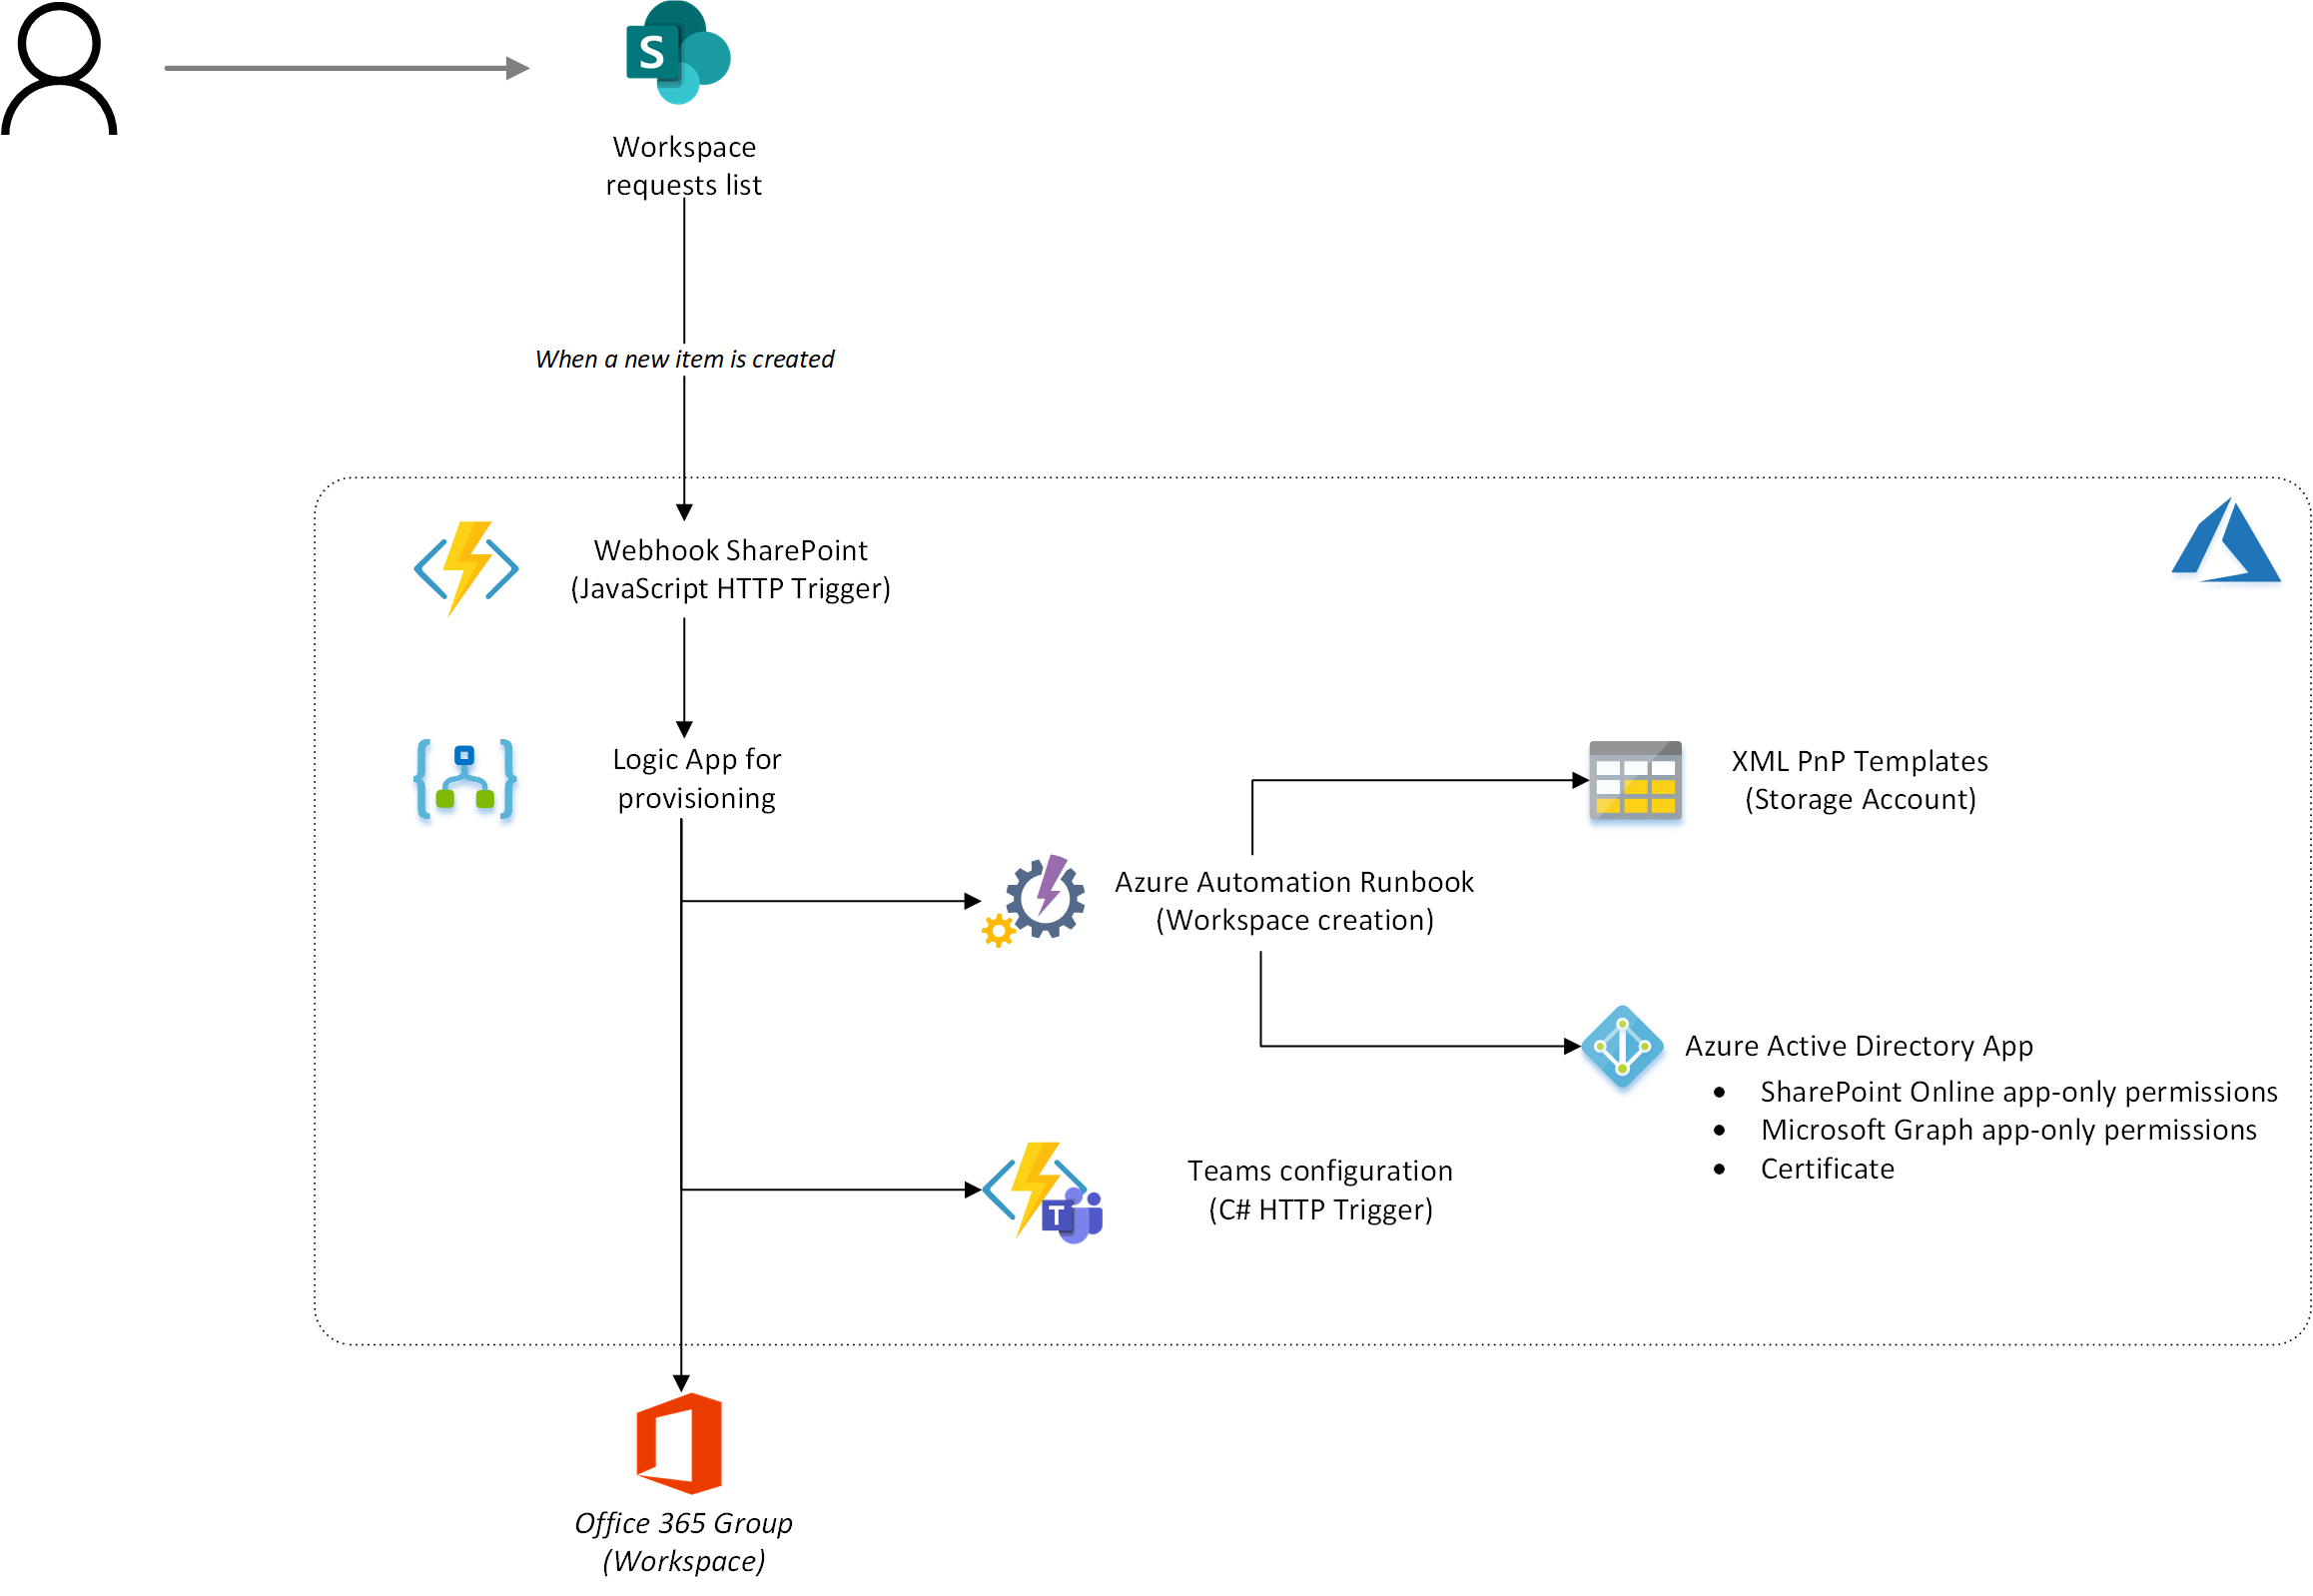 S
Workspace
requests list
When a new item is created
Webhook SharePoint
(JavaScript HTTP Trigger)
Logic App for
provisioning
XML PnP Templates
(Storage Account)
Azure Automation Runbook
(Workspace creation)
Azure Active Directory App
• SharePoint Online app-only permissions
• Microsoft Graph app-only permissions
• Certificate
T
Teams configuration
(C# HTTP Trigger)
Office 365 Group
(Workspace)